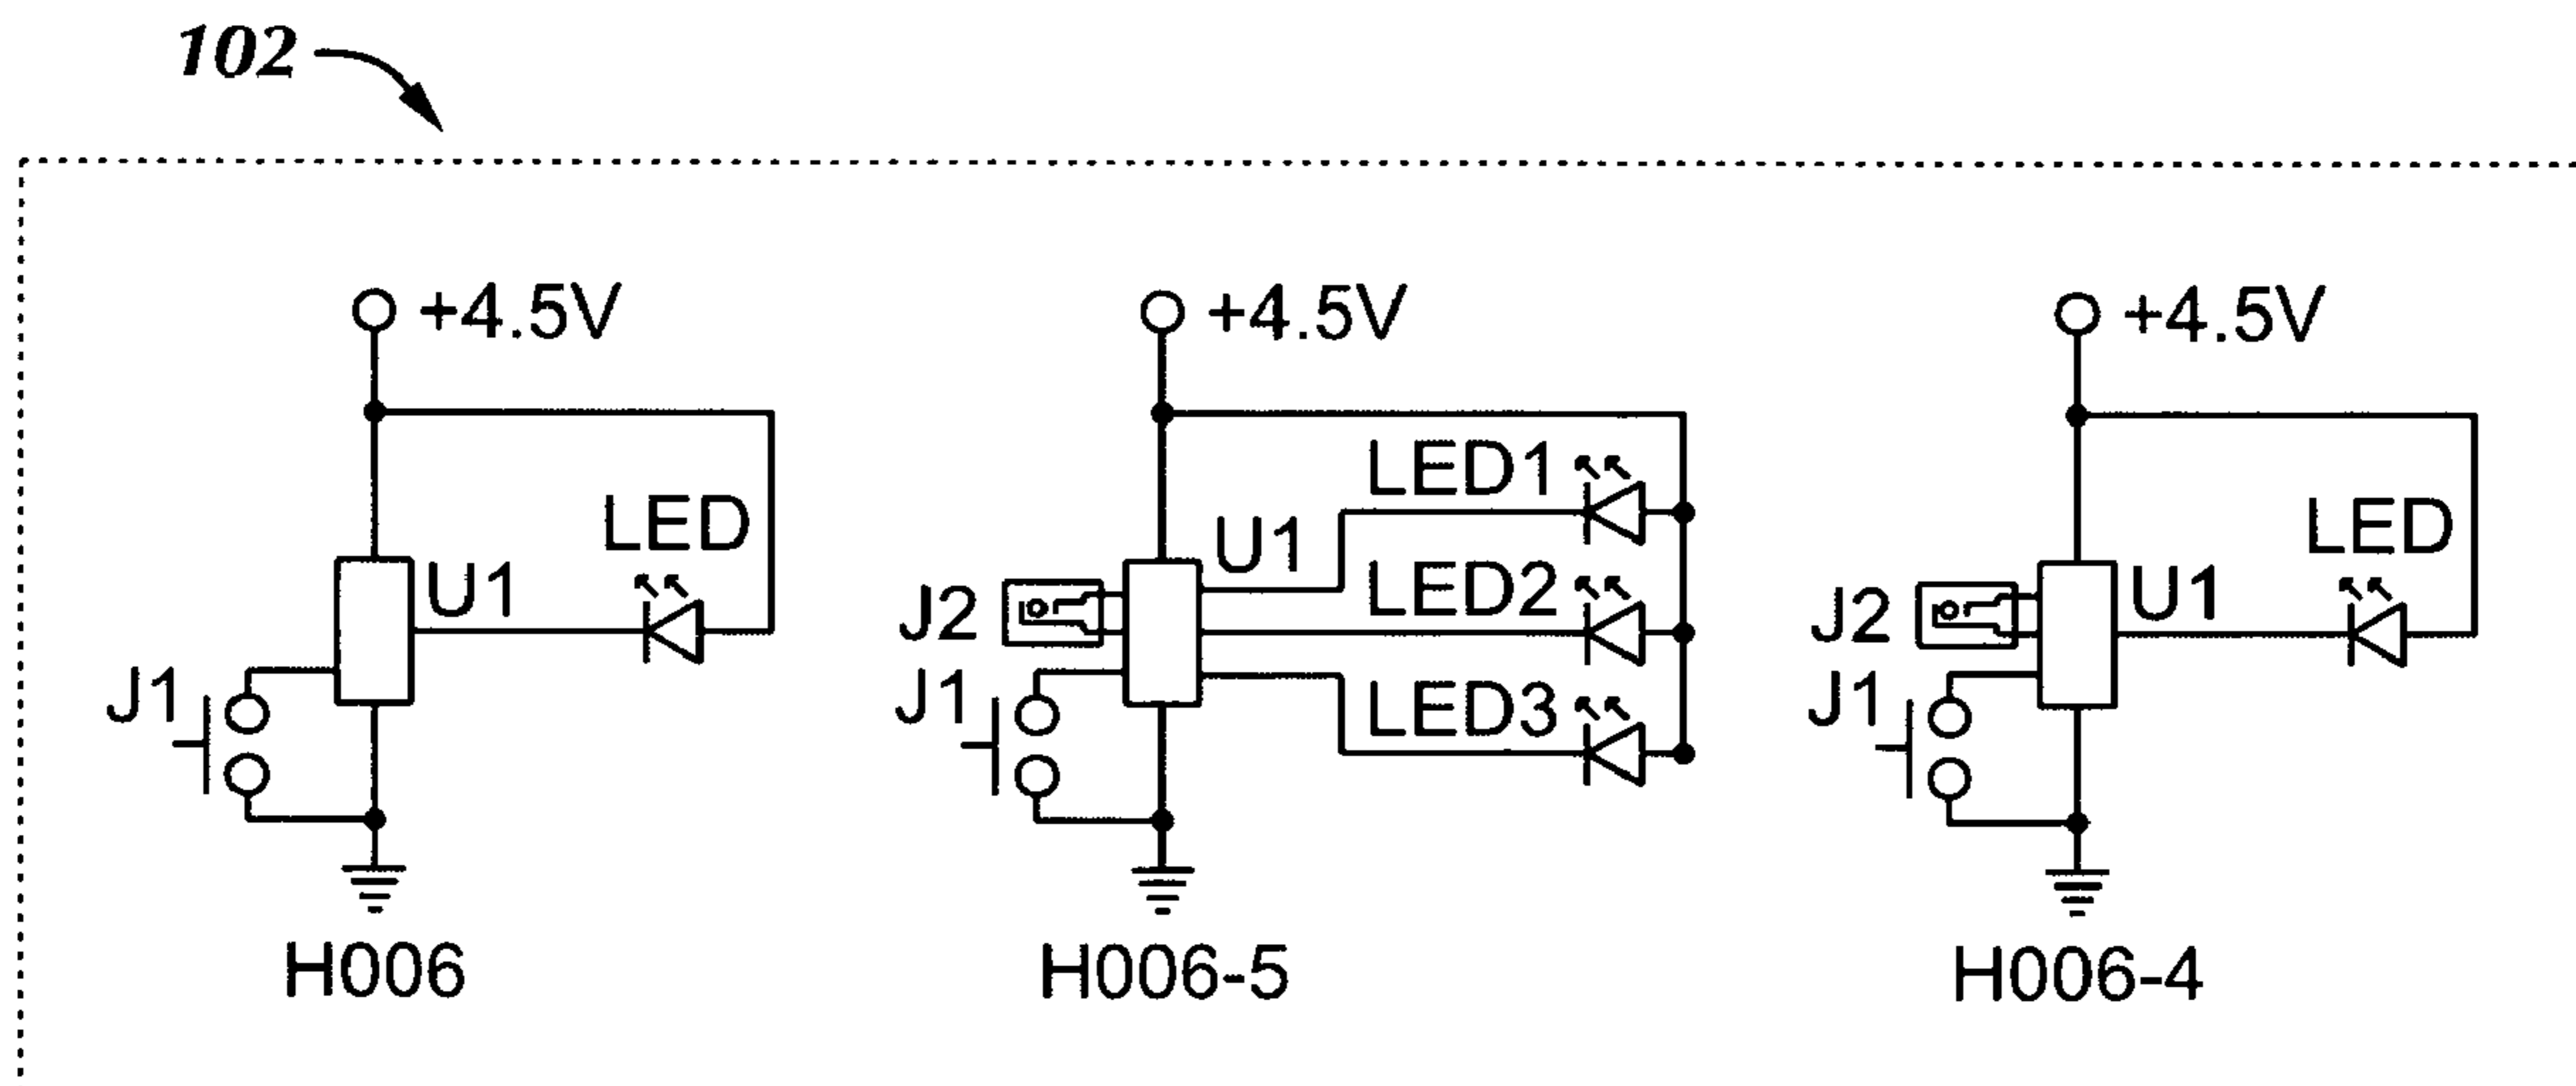 102
+4.5V +4.5V +4.5V
LED1
LED LED
U1 U1 LED2 U1
J2 J2
J1 J1 LED3 J1
H006 H006-5 H006-4